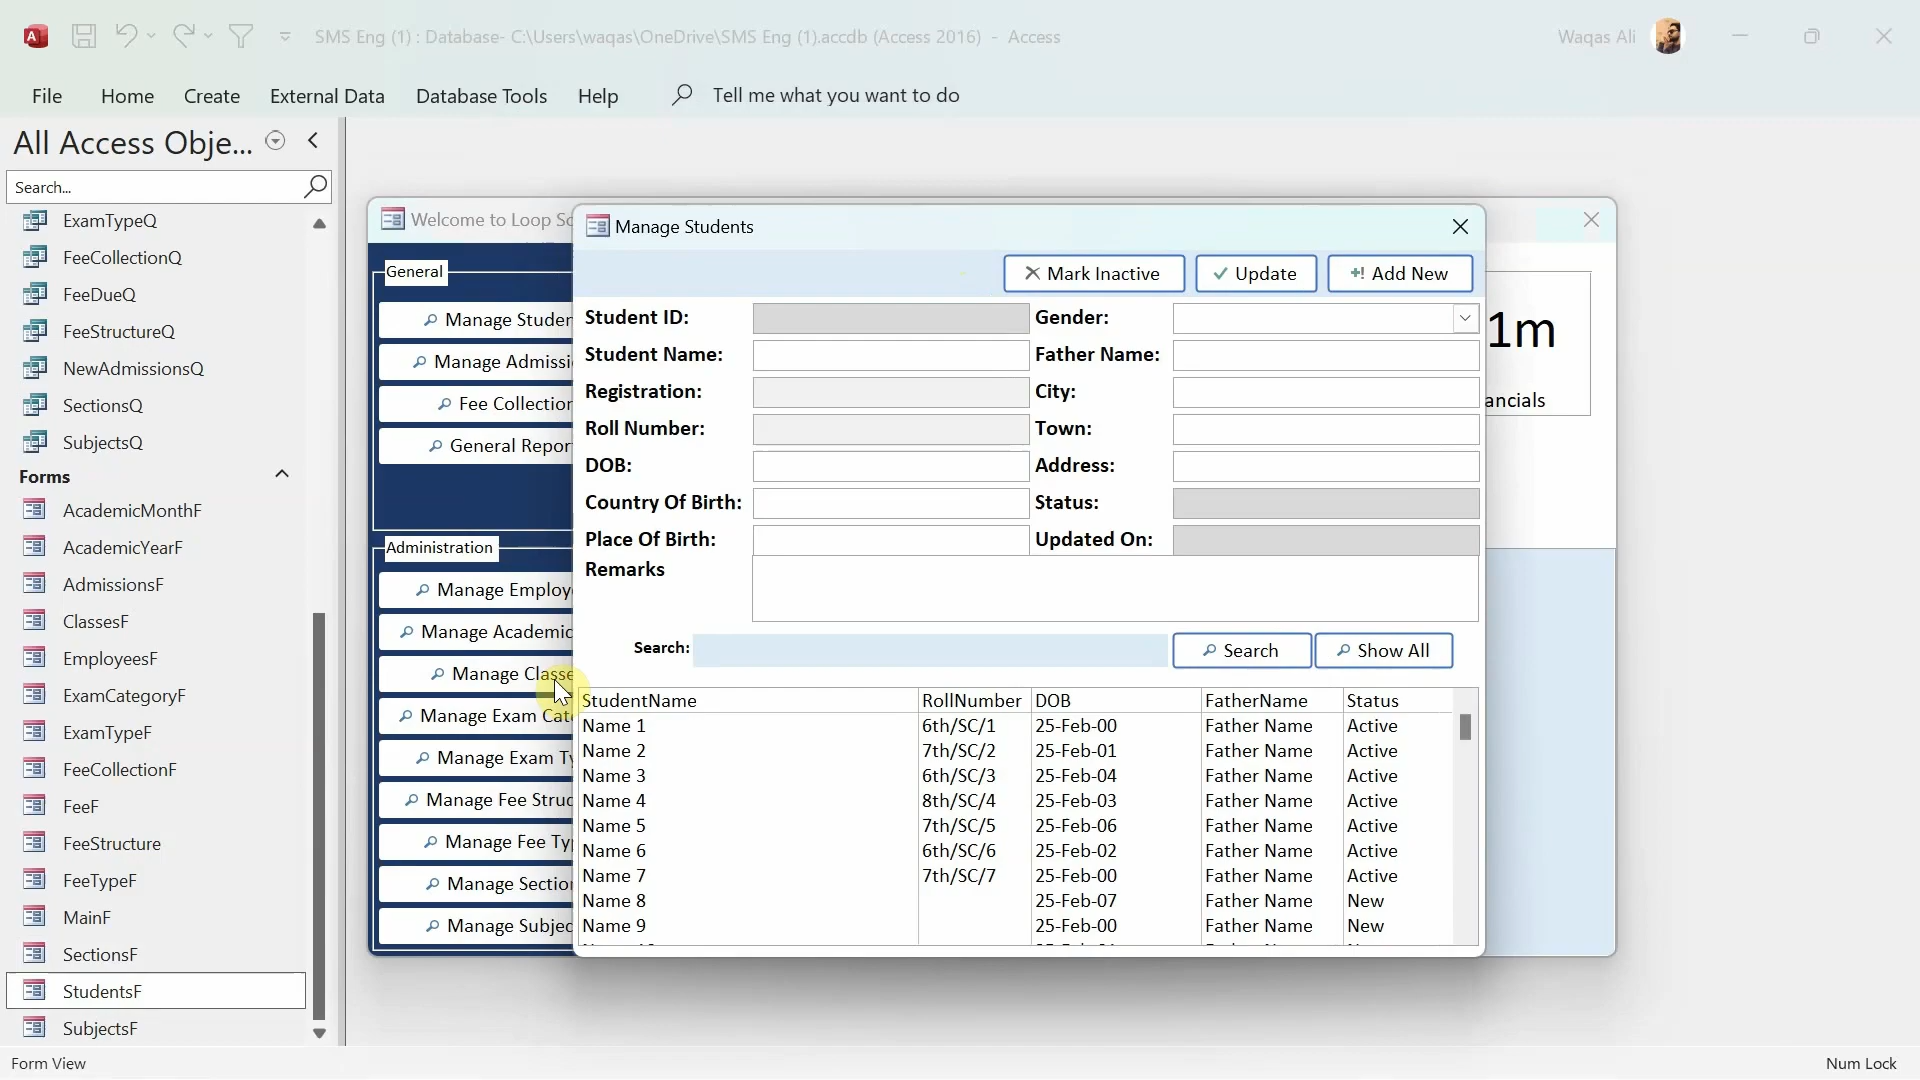 SMS Eng (1) : Database- C:\Users\waqas\OneDrive\SMS Eng (1).accdb (Access 2016)  -  Access
Waqas Ali
File Home Create External Data Database Tools Help Tell me what you want to do
All Access Obje...
Search...
ExamTypeQ
FeeCollectionQ
FeeDueQ
FeeStructureQ
NewAdmissionsQ
SectionsQ
SubjectsQ
Forms
AcademicMonthF
AcademicYearF
AdmissionsF
ClassesF
EmployeesF
ExamCategoryF
ExamTypeF
FeeCollectionF
FeeF
FeeStructure
FeeTypeF
MainF
SectionsF
StudentsF
SubjectsF
Welcome to Loop Sc
General
Manage Studen
Manage Admissi
Fee Collection
General Report
Administration
Manage Employe
Manage Academic
Manage Classe
Manage Exam Cat
Manage Exam Ty
Manage Fee Struc
Manage Fee Typ
Manage Section
Manage Subjec
1m
ancials
Manage Students
Mark Inactive Update Add New
Student ID: Gender:
Student Name: Father Name:
Registration: City:
Roll Number: Town:
DOB: Address:
Country Of Birth: Status:
Place Of Birth: Updated On:
Remarks
Search: Search Show All
StudentName RollNumber DOB FatherName Status
Name 1 6th/SC/1 25-Feb-00 Father Name Active
Name 2 7th/SC/2 25-Feb-01 Father Name Active
Name 3 6th/SC/3 25-Feb-04 Father Name Active
Name 4 8th/SC/4 25-Feb-03 Father Name Active
Name 5 7th/SC/5 25-Feb-06 Father Name Active
Name 6 6th/SC/6 25-Feb-02 Father Name Active
Name 7 7th/SC/7 25-Feb-00 Father Name Active
Name 8 25-Feb-07 Father Name New
Name 9 25-Feb-00 Father Name New
Form View
Num Lock